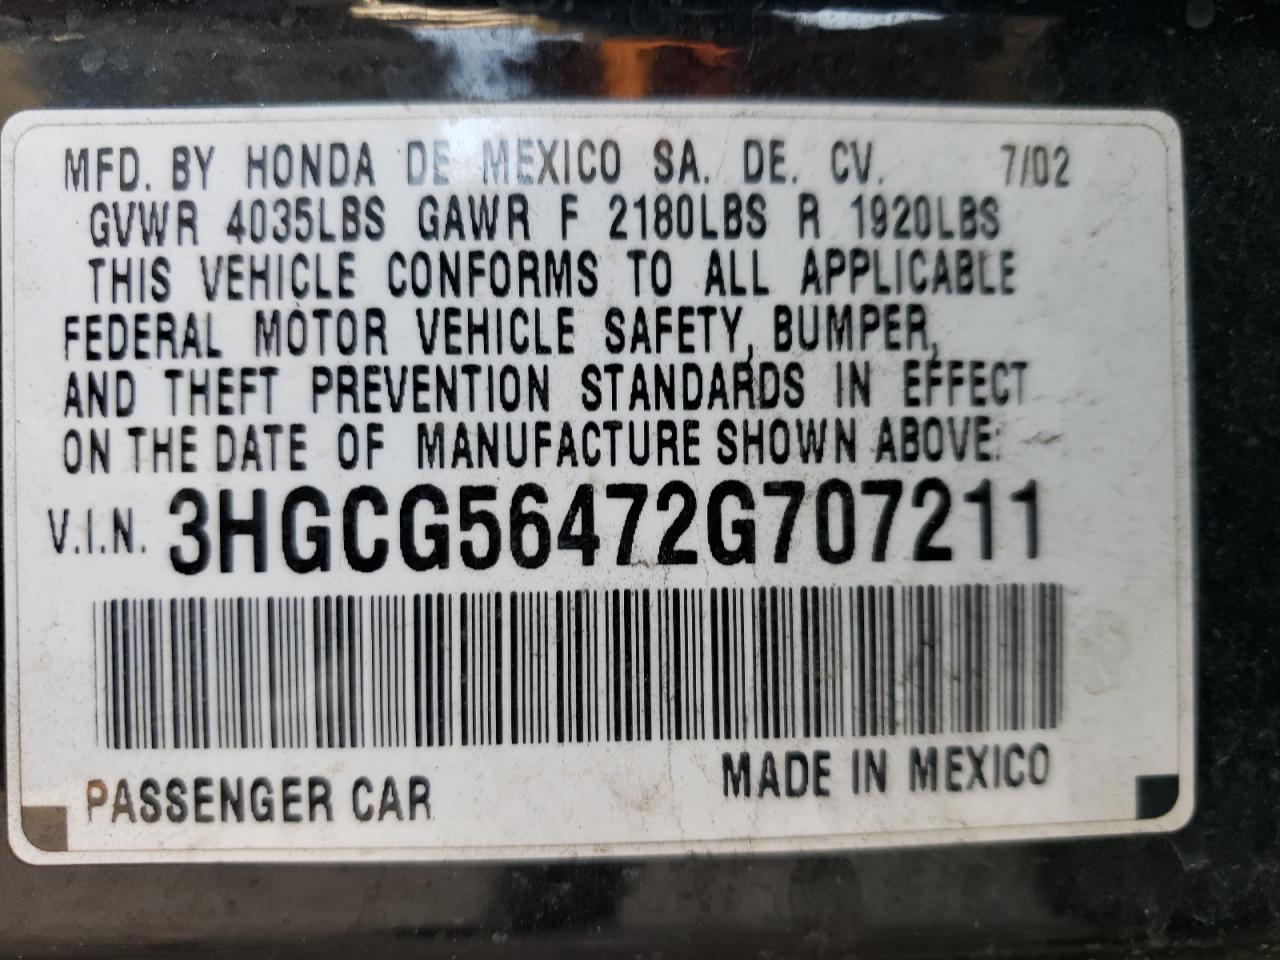 MFD. BY HONDA DE MEXICO SA. DE. CV. 7/02
GVWR 4035LBS GAWR F 2180LBS R 1920LBS
THIS VEHICLE CONFORMS TO ALL APPLICABLE
FEDERAL MOTOR VEHICLE SAFETY, BUMPER,
AND THEFT PREVENTION STANDARDS IN EFFECT
ON THE DATE OF MANUFACTURE SHOWN ABOVE:
V.I.N. 3HGCG56472G707211
PASSENGER CAR MADE IN MEXICO